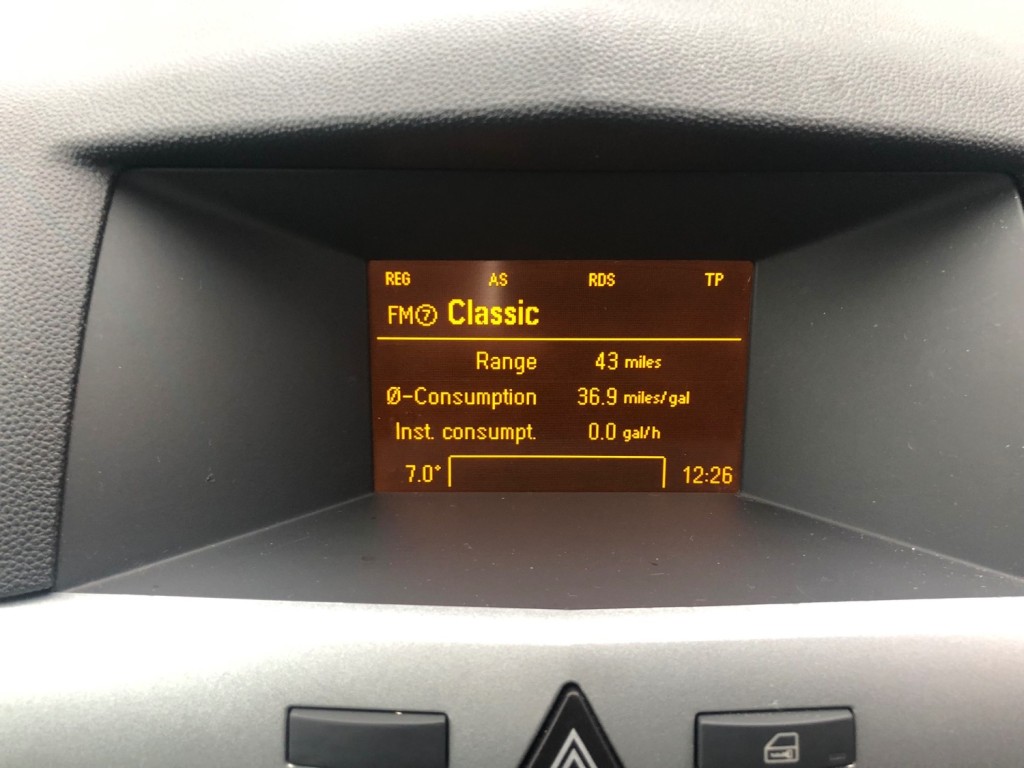 REG AS RDS TP
FM⑦ Classic
Range 43 miles
Ø-Consumption 36.9 miles/gal
Inst. consumpt. 0.0 gal/h
7.0° 12:26